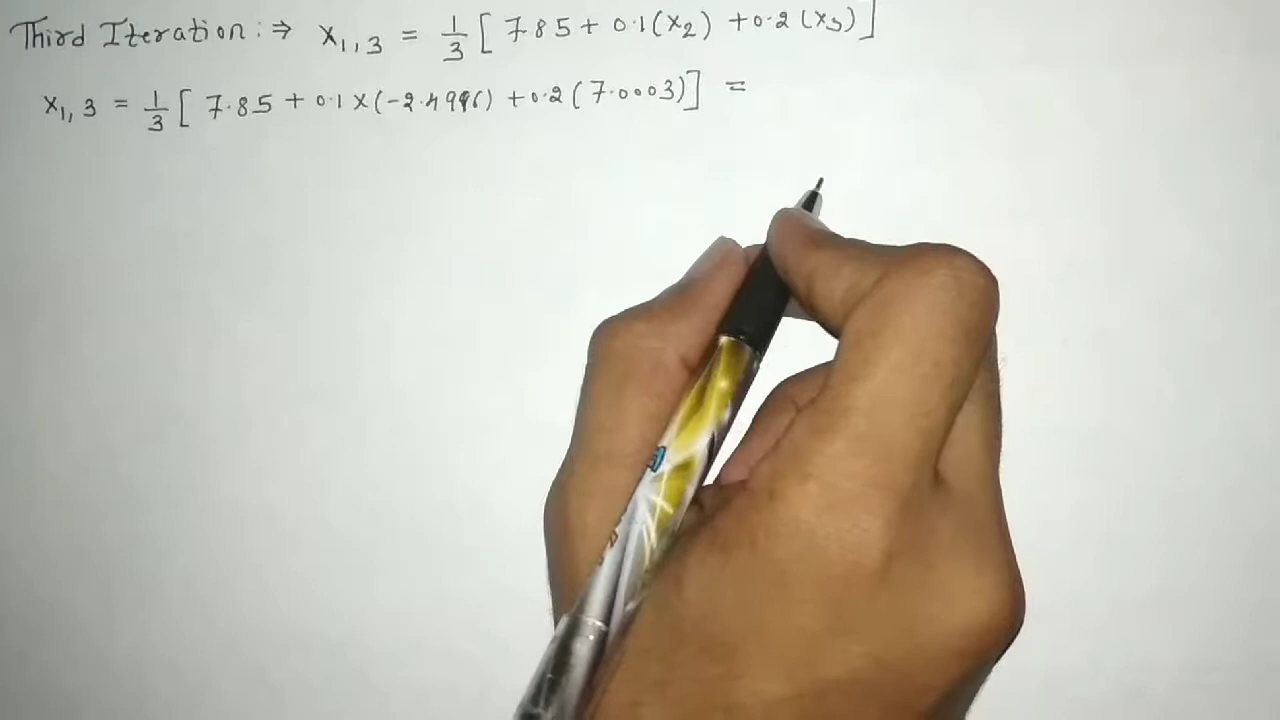 Third Iteration :⇒ x1,3 = 1/3 [ 7.85 + 0.1(x2) + 0.2(x3) ]
x1,3 = 1/3 [ 7.85 + 0.1 × (-2.4996) + 0.2 ( 7.0003) ] =